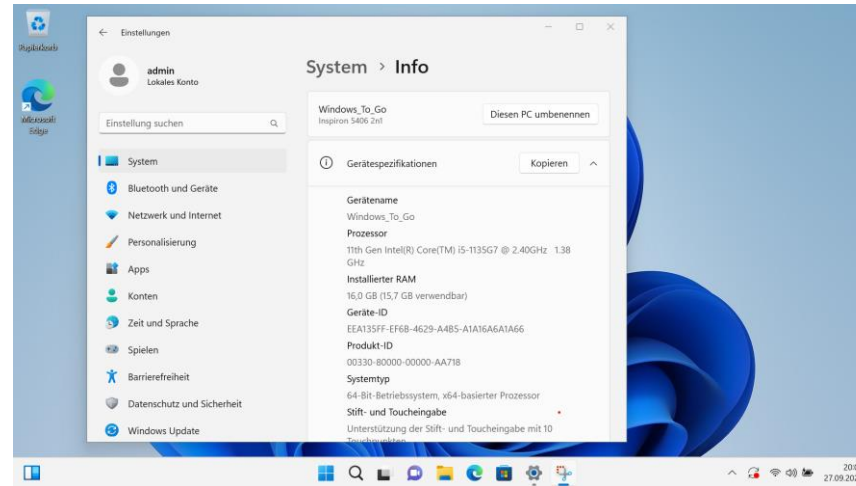 Papierkorb
Microsoft
Edge
Einstellungen
admin
Lokales Konto
Einstellung suchen
System
Bluetooth und Geräte
Netzwerk und Internet
Personalisierung
Apps
Konten
Zeit und Sprache
Spielen
Barrierefreiheit
Datenschutz und Sicherheit
Windows Update
System > Info
Windows_To_Go
Inspiron 5406 2n1
Diesen PC umbenennen
Gerätespezifikationen
Kopieren
Gerätename
Windows_To_Go
Prozessor
11th Gen Intel(R) Core(TM) i5-1135G7 @ 2.40GHz 1.38
GHz
Installierter RAM
16,0 GB (15,7 GB verwendbar)
Geräte-ID
EEA135FF-EF6B-4629-A4B5-A1A16A6A1A66
Produkt-ID
00330-80000-00000-AA718
Systemtyp
64-Bit-Betriebssystem, x64-basierter Prozessor
Stift- und Toucheingabe
Unterstützung der Stift- und Toucheingabe mit 10
Touchpunkten